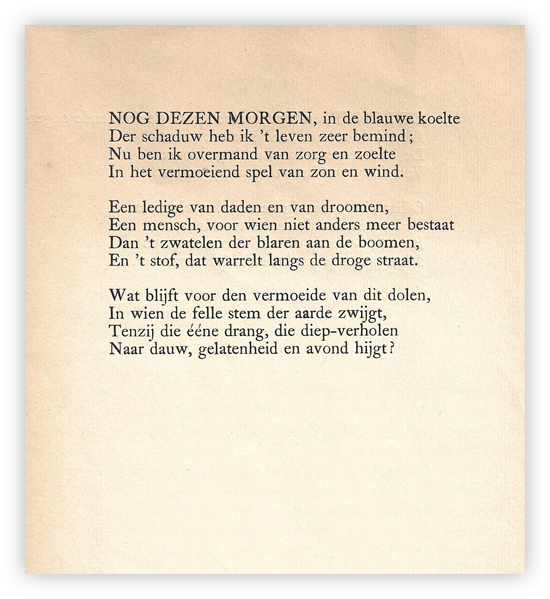 NOG DEZEN MORGEN, in de blauwe koelte
Der schaduw heb ik 't leven zeer bemind;
Nu ben ik overmand van zorg en zoelte
In het vermoeiend spel van zon en wind.
Een ledige van daden en van droomen,
Een mensch, voor wien niet anders meer bestaat
Dan 't zwatelen der blaren aan de boomen,
En 't stof, dat warrelt langs de droge straat.
Wat blijft voor den vermoeide van dit dolen,
In wien de felle stem der aarde zwijgt,
Tenzij die ééne drang, die diep-verholen
Naar dauw, gelatenheid en avond hijgt?